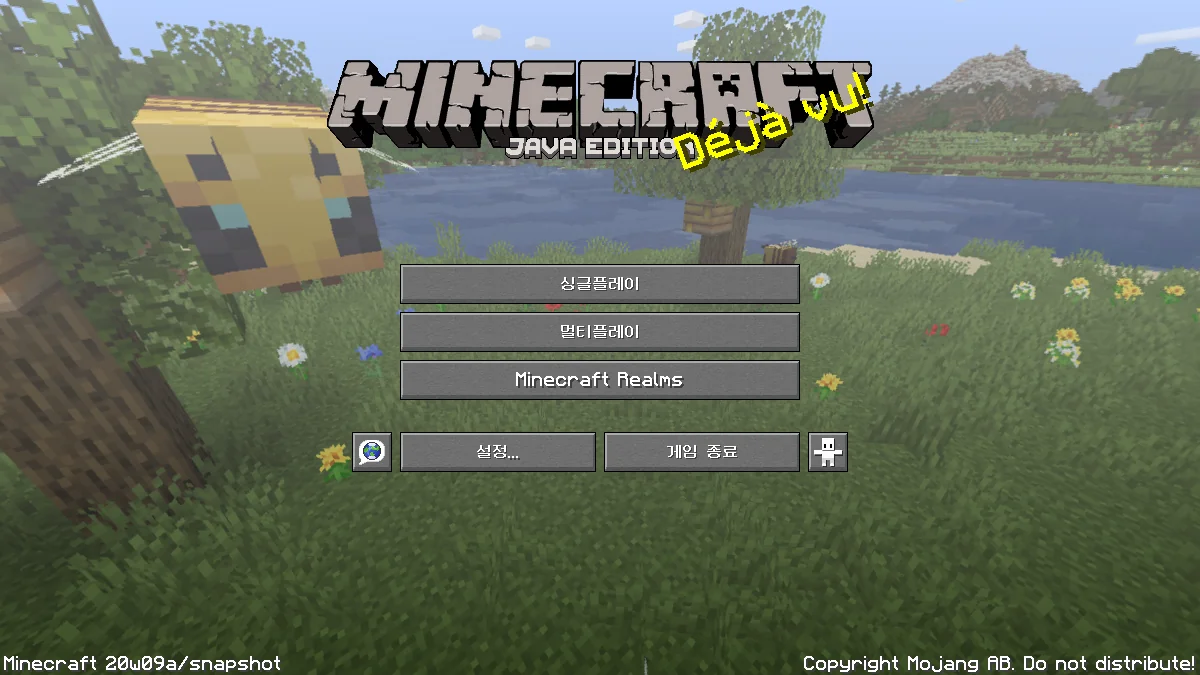 MINECRAFT
JAVA EDITION
Déjà vu!
싱글플레이
멀티플레이
Minecraft Realms
설정...
게임 종료
Minecraft 20w09a/snapshot
Copyright Mojang AB. Do not distribute!